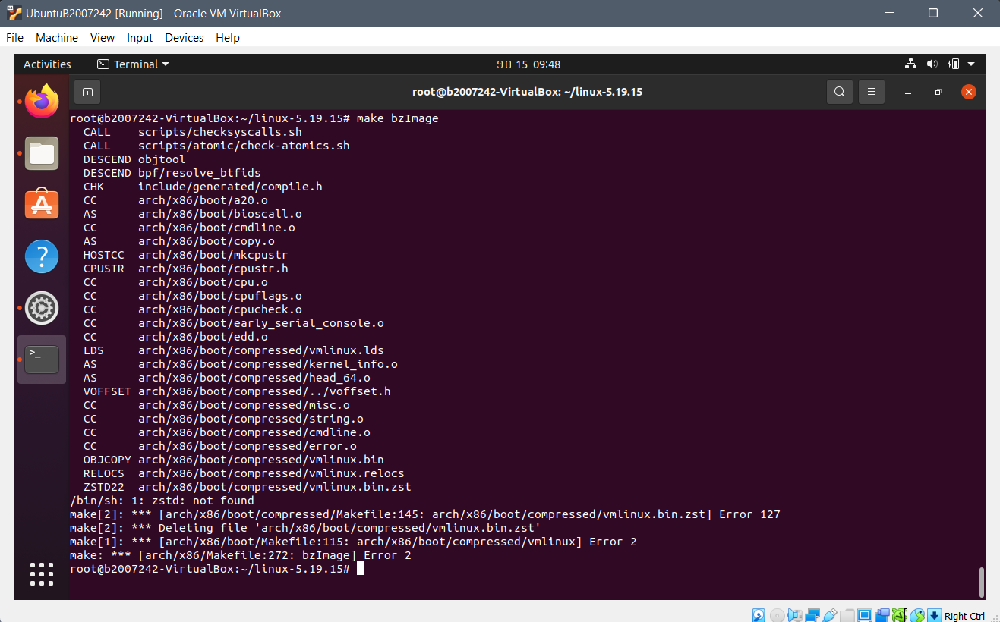 UbuntuB2007242 [Running] - Oracle VM VirtualBox
File Machine View Input Devices Help
Activities Terminal 15 09:48
root@b2007242-VirtualBox: ~/linux-5.19.15
root@b2007242-VirtualBox:~/linux-5.19.15# make bzImage
CALL scripts/checksyscalls.sh
CALL scripts/atomic/check-atomics.sh
DESCEND objtool
DESCEND bpf/resolve_btfids
CHK include/generated/compile.h
CC arch/x86/boot/a20.o
AS arch/x86/boot/bioscall.o
CC arch/x86/boot/cmdline.o
AS arch/x86/boot/copy.o
HOSTCC arch/x86/boot/mkcpustr
CPUSTR arch/x86/boot/cpustr.h
CC arch/x86/boot/cpu.o
CC arch/x86/boot/cpuflags.o
CC arch/x86/boot/cpucheck.o
CC arch/x86/boot/early_serial_console.o
CC arch/x86/boot/edd.o
LDS arch/x86/boot/compressed/vmlinux.lds
AS arch/x86/boot/compressed/kernel_info.o
AS arch/x86/boot/compressed/head_64.o
VOFFSET arch/x86/boot/compressed/../voffset.h
CC arch/x86/boot/compressed/misc.o
CC arch/x86/boot/compressed/string.o
CC arch/x86/boot/compressed/cmdline.o
CC arch/x86/boot/compressed/error.o
OBJCOPY arch/x86/boot/compressed/vmlinux.bin
RELOCS arch/x86/boot/compressed/vmlinux.relocs
ZSTD22 arch/x86/boot/compressed/vmlinux.bin.zst
/bin/sh: 1: zstd: not found
make[2]: *** [arch/x86/boot/compressed/Makefile:145: arch/x86/boot/compressed/vmlinux.bin.zst] Error 127
make[2]: *** Deleting file 'arch/x86/boot/compressed/vmlinux.bin.zst'
make[1]: *** [arch/x86/boot/Makefile:115: arch/x86/boot/compressed/vmlinux] Error 2
make: *** [arch/x86/Makefile:272: bzImage] Error 2
root@b2007242-VirtualBox:~/linux-5.19.15#
Right Ctrl